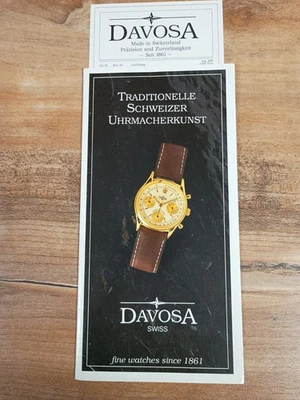 DAVOSA
Made in Switzerland
Präzision und Zuverlässigkeit
- Seit 1861 -
TRADITIONELLE
SCHWEIZER
UHRMACHERKUNST
DAVOSA
SWISS
fine watches since 1861